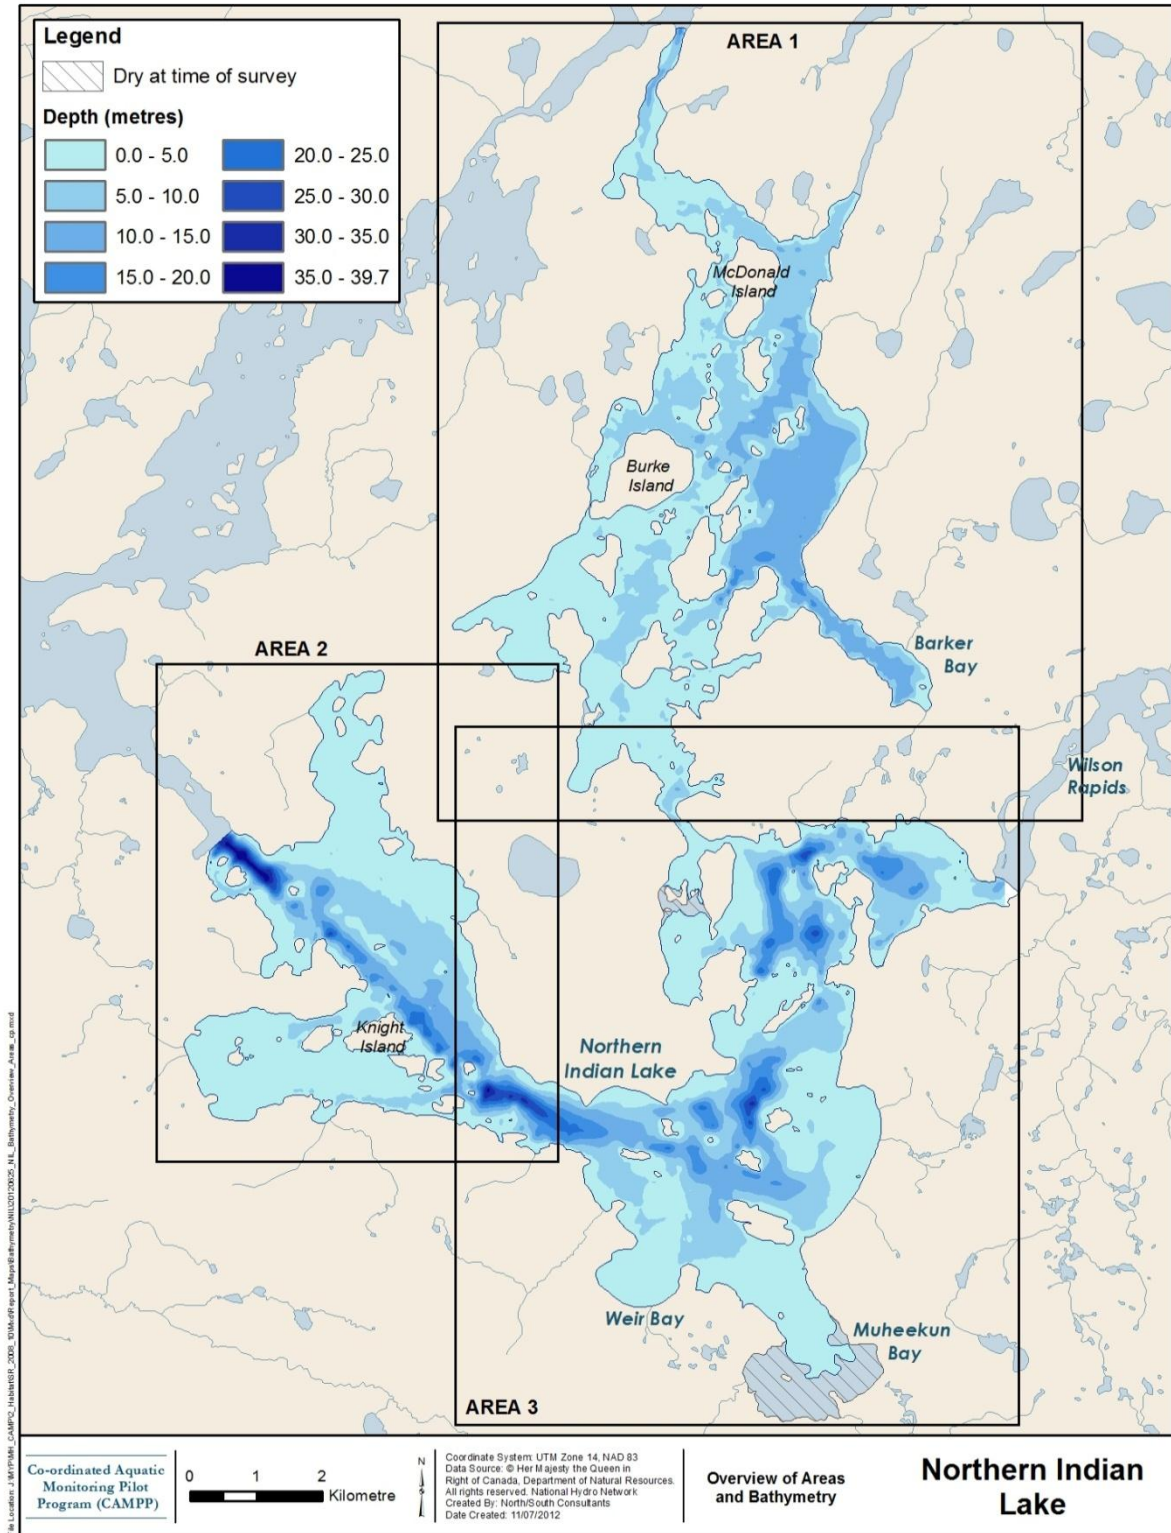 Legend
Dry at time of survey
Depth (metres)
0.0 - 5.0
5.0 - 10.0
10.0 - 15.0
15.0 - 20.0
20.0 - 25.0
25.0 - 30.0
30.0 - 35.0
35.0 - 39.7
AREA 1
McDonald
Island
Burke
Island
Barker
Bay
AREA 2
Wilson
Rapids
Knight
Island
Northern
Indian Lake
Weir Bay
Muheekun
Bay
AREA 3
Co-ordinated Aquatic
Monitoring Pilot
Program (CAMPP)
0 1 2
Kilometre
N
Coordinate System: UTM Zone 14, NAD 83
Data Source: © Her Majesty the Queen in
Right of Canada, Department of Natural Resources.
All rights reserved. National Hydro Network
Created By: North/South Consultants
Date Created: 11/07/2012
Overview of Areas
and Bathymetry
Northern Indian
Lake